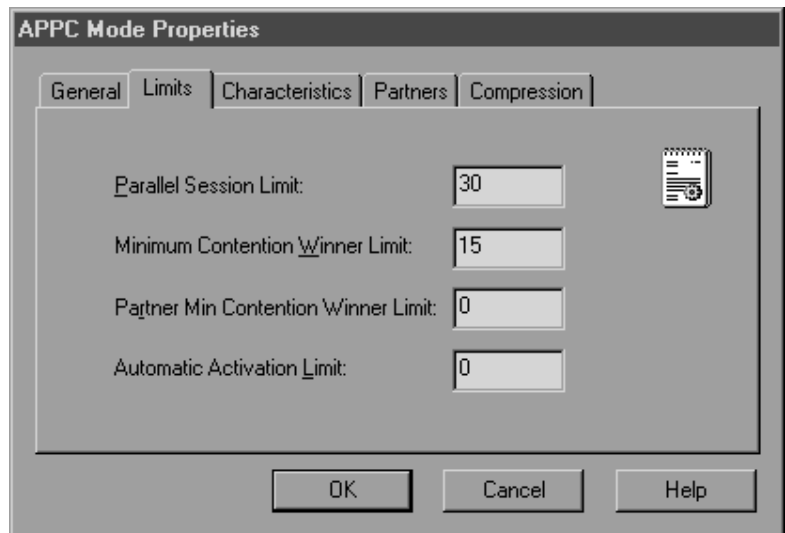 APPC Mode Properties
General Limits Characteristics Partners Compression
Parallel Session Limit: 30
Minimum Contention Winner Limit: 15
Partner Min Contention Winner Limit: 0
Automatic Activation Limit: 0
OK Cancel Help